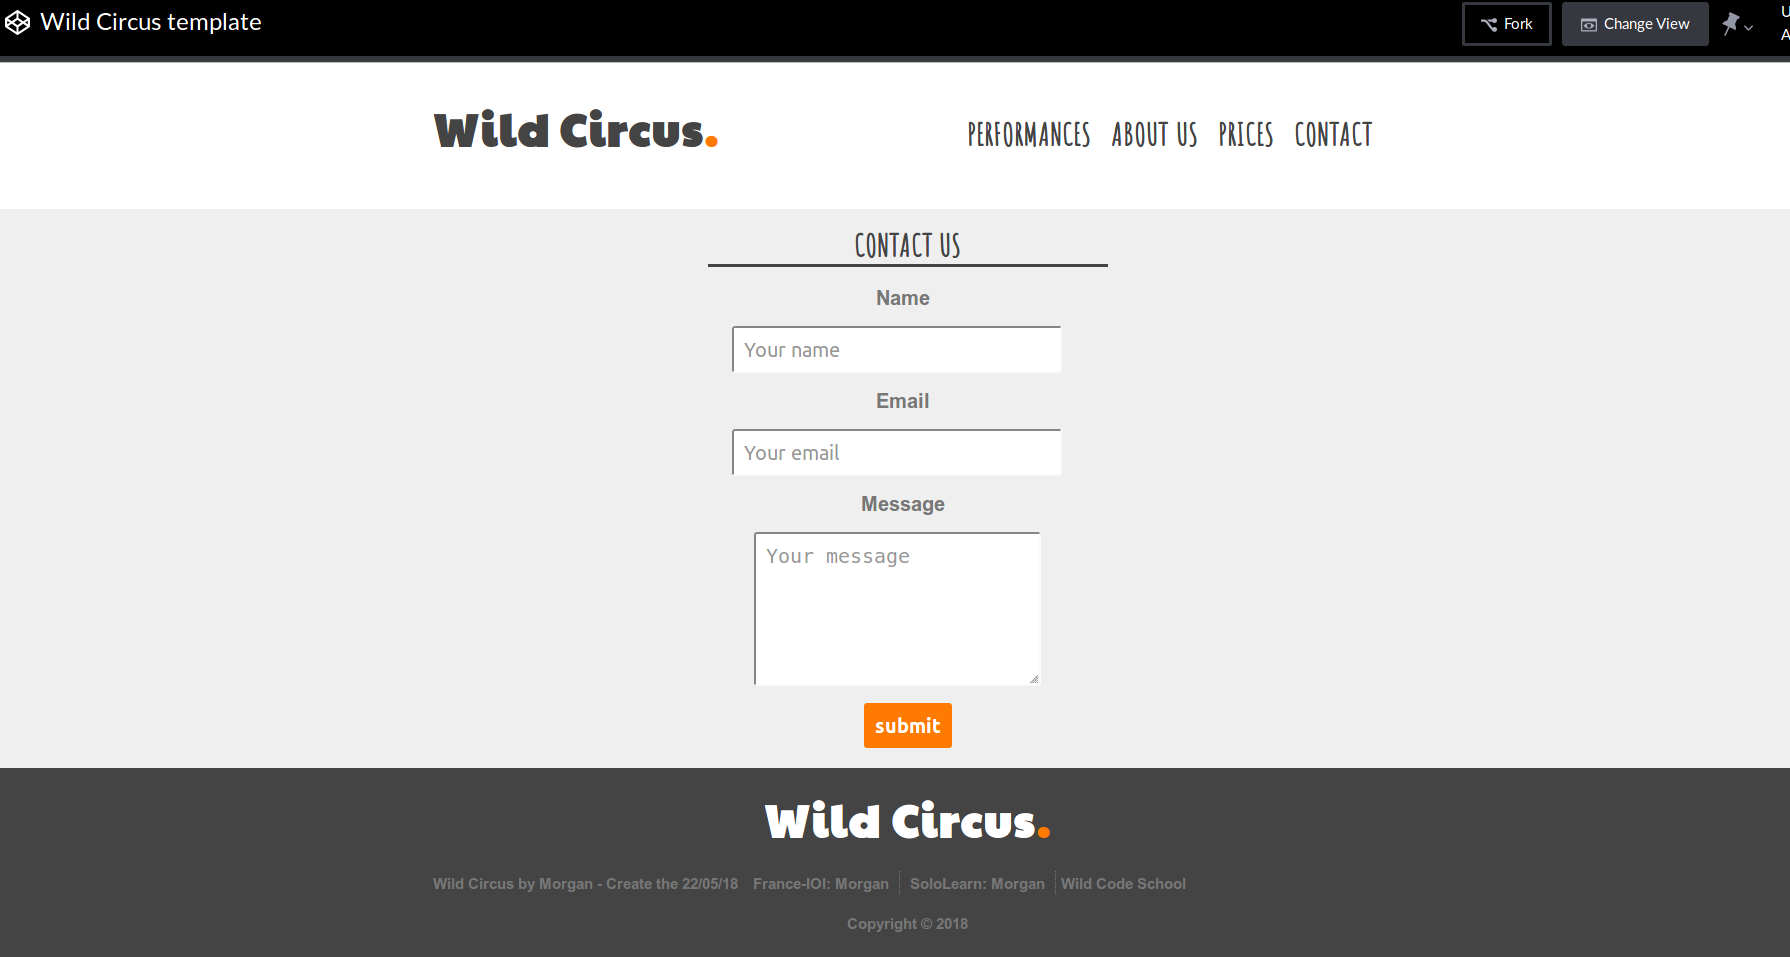 Wild Circus template
Fork
Change View
Wild Circus.
PERFORMANCES ABOUT US PRICES CONTACT
CONTACT US
Name
Your name
Email
Your email
Message
Your message
submit
Wild Circus.
Wild Circus by Morgan - Create the 22/05/18 France-IOI: Morgan SoloLearn: Morgan Wild Code School
Copyright © 2018